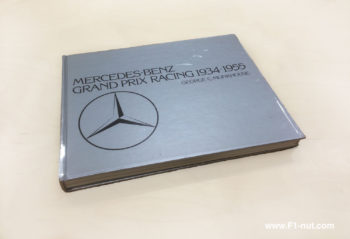 MERCEDES-BENZ
GRAND PRIX RACING 1934-1955
GEORGE C. MONKHOUSE
www.F1-nut.com